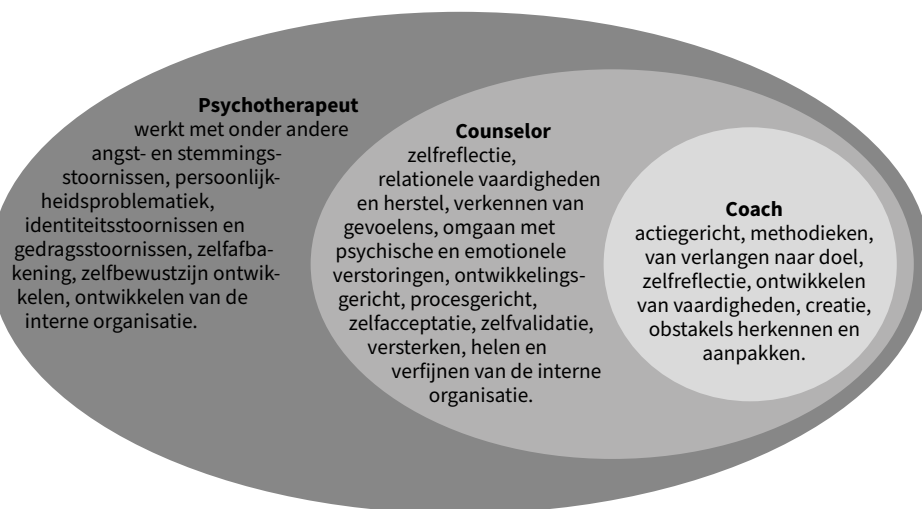 Psychotherapeut
werkt met onder andere
angst- en stemmings-
stoornissen, persoonlijk-
heidsproblematiek,
identiteitsstoornissen en
gedragsstoornissen, zelfafba-
kening, zelfbewustzijn ontwik-
kelen, ontwikkelen van de
interne organisatie.
Counselor
zelfreflectie,
relationele vaardigheden
en herstel, verkennen van
gevoelens, omgaan met
psychische en emotionele
verstoringen, ontwikkelings-
gericht, procesgericht,
zelfacceptatie, zelfvalidatie,
versterken, helen en
verfijnen van de interne
organisatie.
Coach
actiegericht, methodieken,
van verlangen naar doel,
zelfreflectie, ontwikkelen
van vaardigheden, creatie,
obstakels herkennen en
aanpakken.